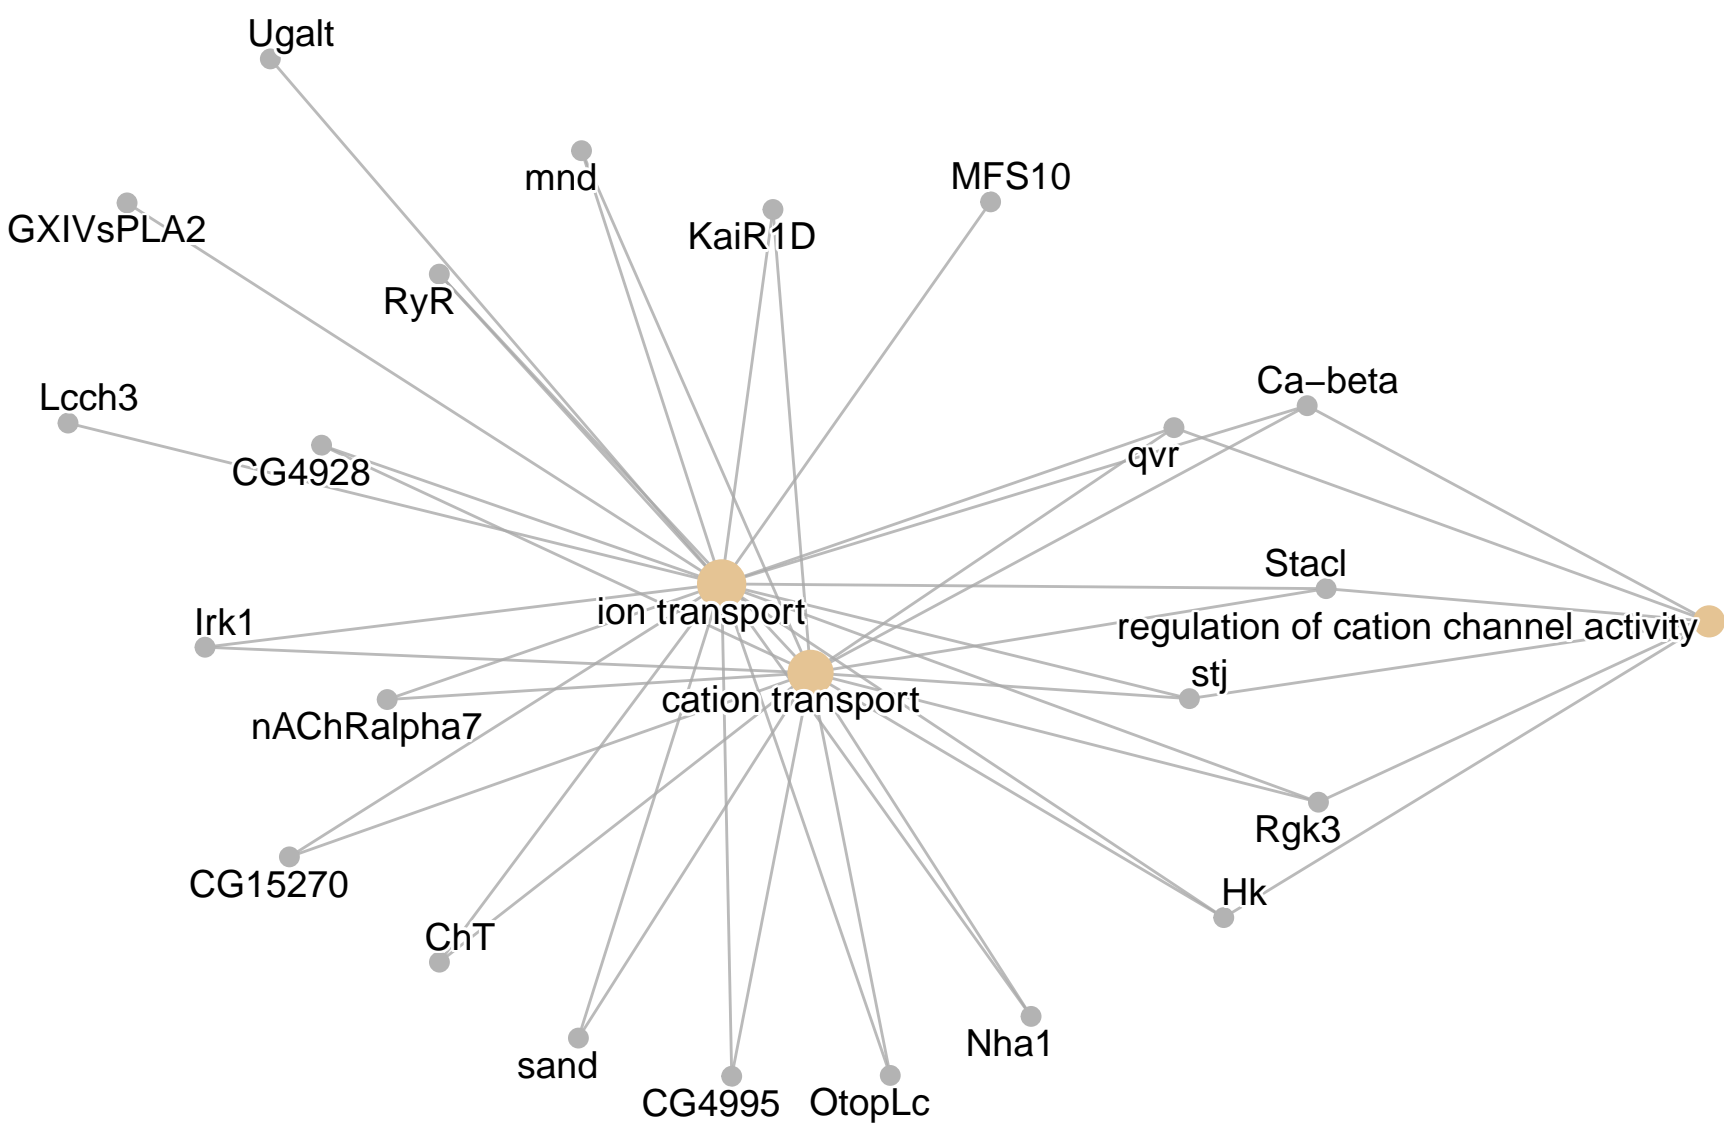 Ugalt
mnd
MFS10
GXIVsPLA2
KaiR1D
RyR
Ca−beta
Lcch3
qvr
CG4928
Stacl
ion transport
Irk1
regulation of cation channel activity
stj
cation transport
nAChRalpha7
Rgk3
CG15270
Hk
ChT
Nha1
sand
CG4995
OtopLc